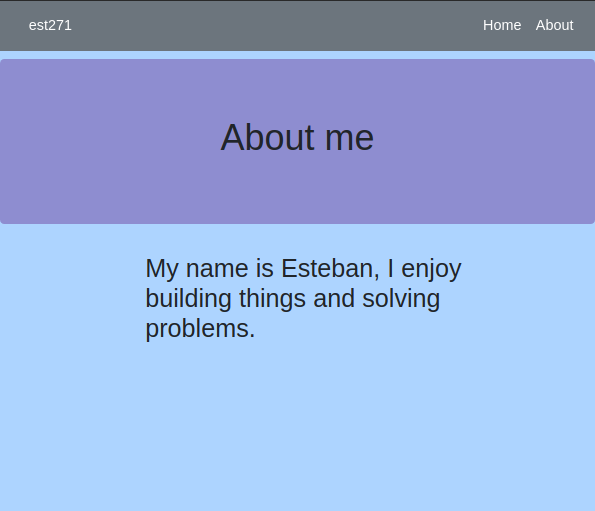 est271
Home About
About me
My name is Esteban, I enjoy
building things and solving
problems.